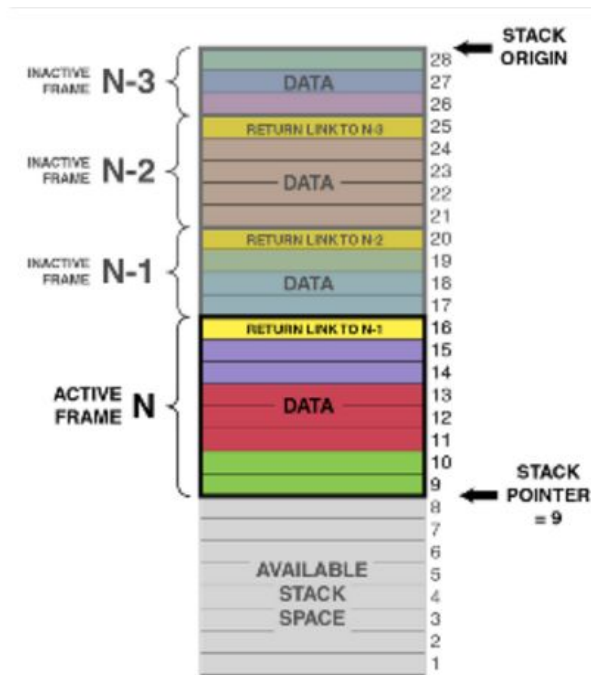 STACK
ORIGIN
28
INACTIVE
FRAME N-3
DATA
27
26
RETURN LINK TO N-3
25
24
INACTIVE
FRAME N-2
DATA
23
22
21
RETURN LINK TO N-2
20
19
INACTIVE
FRAME N-1
DATA
18
17
RETURN LINK TO N-1
16
15
14
ACTIVE
FRAME N
DATA
13
12
11
10
9
STACK
POINTER
= 9
8
7
6
AVAILABLE
STACK
SPACE
5
4
3
2
1